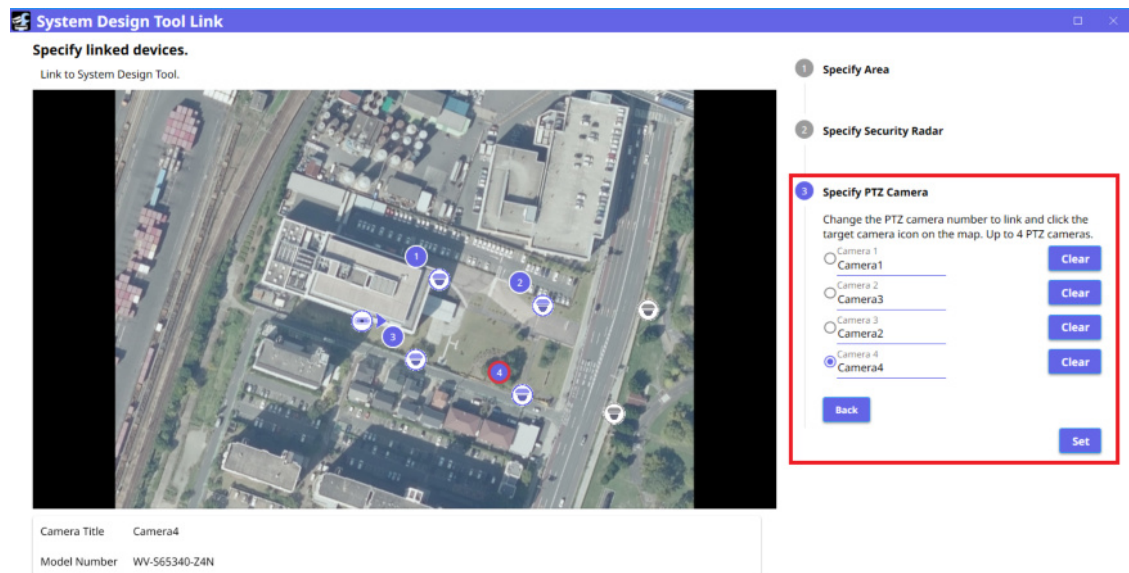 System Design Tool Link
Specify linked devices.
Link to System Design Tool.
1
2
3
4
Camera Title Camera4
Model Number WV-S65340-Z4N
1 Specify Area
2 Specify Security Radar
3 Specify PTZ Camera
Change the PTZ camera number to link and click the
target camera icon on the map. Up to 4 PTZ cameras.
Camera 1
Camera1 Clear
Camera 2
Camera3 Clear
Camera 3
Camera2 Clear
Camera 4
Camera4 Clear
Back
Set